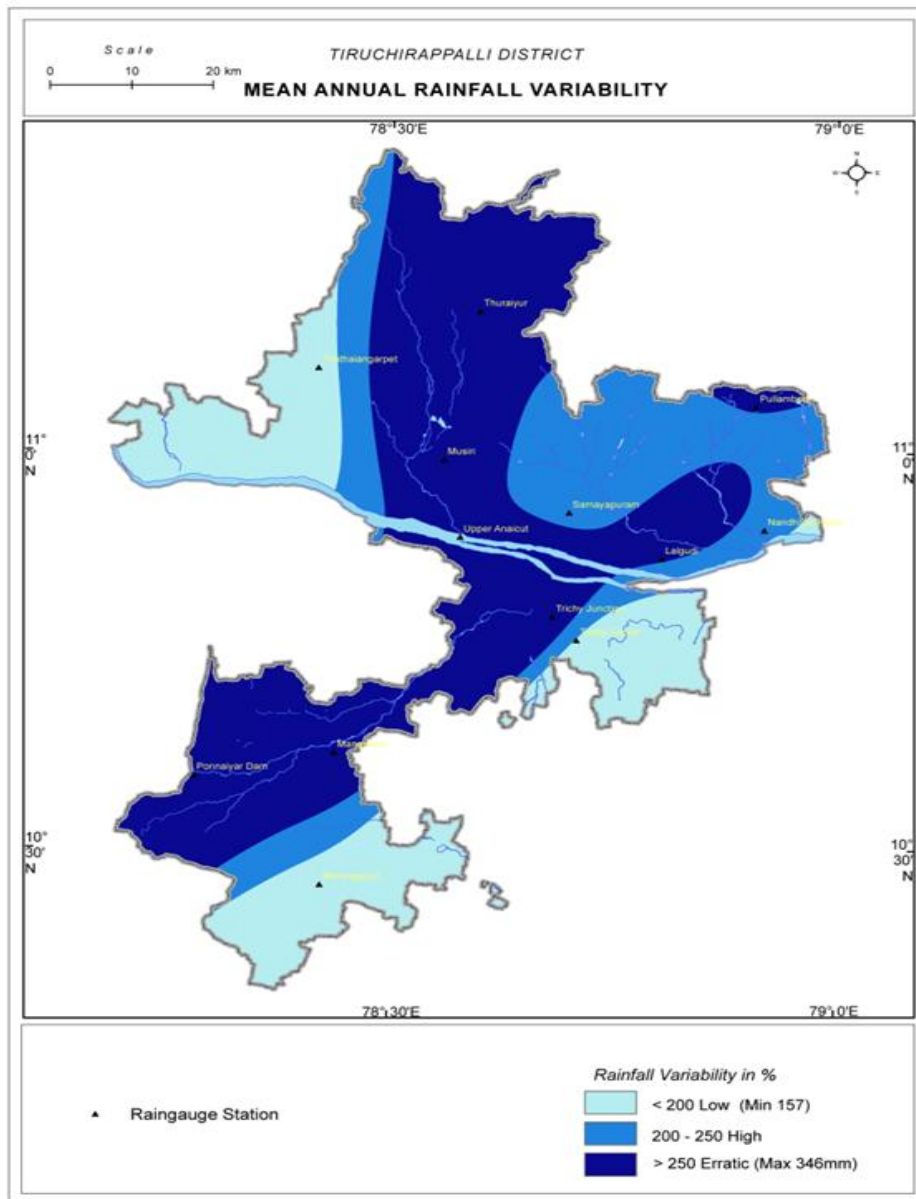 Scale
0 10 20 km
TIRUCHIRAPPALLI DISTRICT
MEAN ANNUAL RAINFALL VARIABILITY
78°30'E
79°0'E
N
W E
S
Thuraiyur
Pullamb
11°
0'
N
11
0'
N
Musiri
Samayapuram
Upper Anaicut
Lalgudi
Trichy Junct
Ponnaiyar Dam
10°
30'
N
10°
30'
N
78°30'E
79°0'E
Raingauge Station
Rainfall Variability in %
< 200 Low (Min 157)
200 - 250 High
> 250 Erratic (Max 346mm)